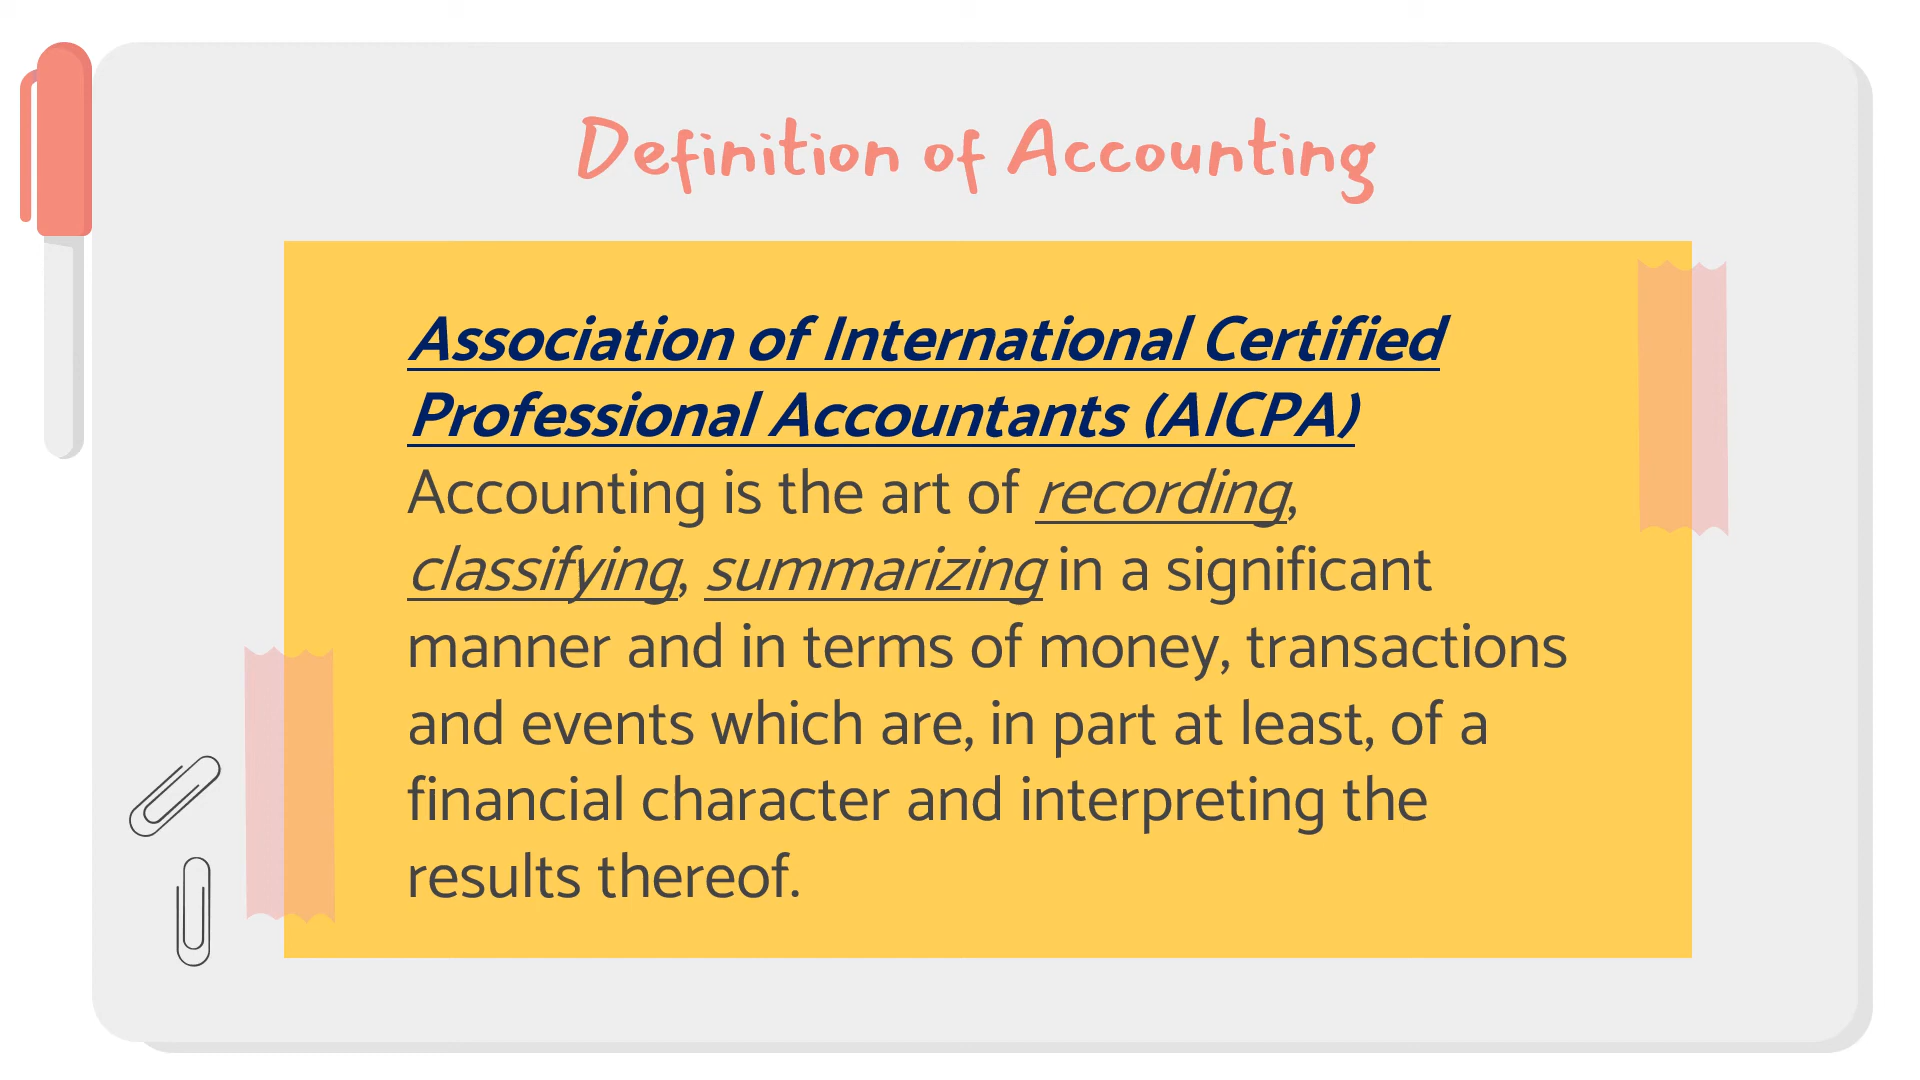 Definition of Accounting
Association of International Certified
Professional Accountants (AICPA)
Accounting is the art of recording,
classifying, summarizing in a significant
manner and in terms of money, transactions
and events which are, in part at least, of a
financial character and interpreting the
results thereof.